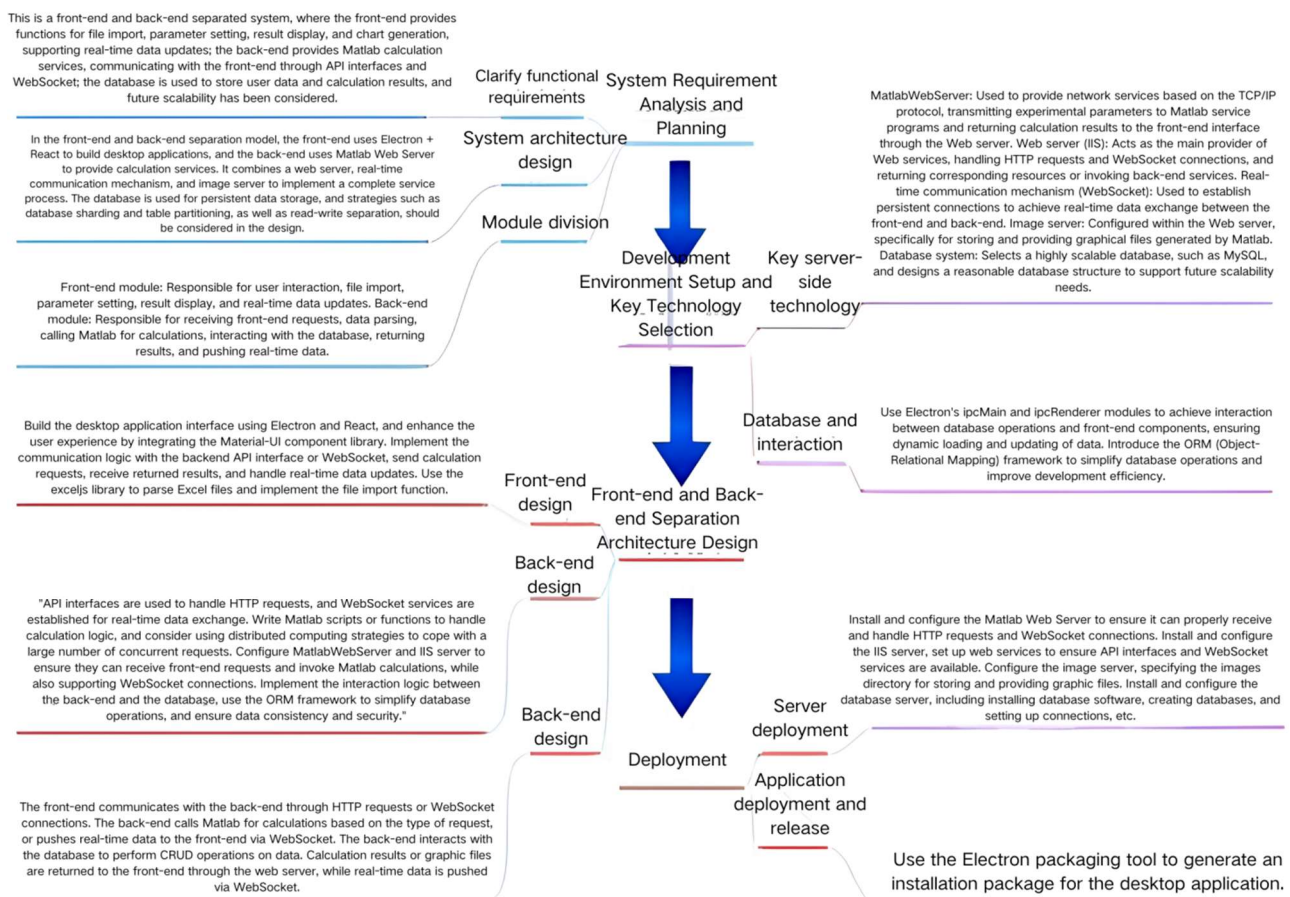 This is a front-end and back-end separated system, where the front-end provides
functions for file import, parameter setting, result display, and chart generation,
supporting real-time data updates; the back-end provides Matlab calculation
services, communicating with the front-end through API interfaces and
WebSocket; the database is used to store user data and calculation results, and
future scalability has been considered.
Clarify functional
requirements
System Requirement
Analysis and
Planning
In the front-end and back-end separation model, the front-end uses Electron +
React to build desktop applications, and the back-end uses Matlab Web Server
to provide calculation services. It combines a web server, real-time
communication mechanism, and image server to implement a complete service
process. The database is used for persistent data storage, and strategies such as
database sharding and table partitioning, as well as read-write separation, should
be considered in the design.
System architecture
design
Module division
Front-end module: Responsible for user interaction, file import,
parameter setting, result display, and real-time data updates. Back-end
module: Responsible for receiving front-end requests, data parsing,
calling Matlab for calculations, interacting with the database, returning
results, and pushing real-time data.
Development
Environment Setup and
Key Technology
Selection
Key server-
side
technology
MatlabWebServer: Used to provide network services based on the TCP/IP
protocol, transmitting experimental parameters to Matlab service
programs and returning calculation results to the front-end interface
through the Web server. Web server (IIS): Acts as the main provider of
Web services, handling HTTP requests and WebSocket connections, and
returning corresponding resources or invoking back-end services. Real-
time communication mechanism (WebSocket): Used to establish
persistent connections to achieve real-time data exchange between the
front-end and back-end. Image server: Configured within the Web server,
specifically for storing and providing graphical files generated by Matlab.
Database system: Selects a highly scalable database, such as MySQL,
and designs a reasonable database structure to support future scalability
needs.
Database and
interaction
Use Electron's ipcMain and ipcRenderer modules to achieve interaction
between database operations and front-end components, ensuring
dynamic loading and updating of data. Introduce the ORM (Object-
Relational Mapping) framework to simplify database operations and
improve development efficiency.
Build the desktop application interface using Electron and React, and enhance the
user experience by integrating the Material-UI component library. Implement the
communication logic with the backend API interface or WebSocket, send calculation
requests, receive returned results, and handle real-time data updates. Use the
exceljs library to parse Excel files and implement the file import function.
Front-end
design
Front-end and Back-
end Separation
Architecture Design
Back-end
design
"API interfaces are used to handle HTTP requests, and WebSocket services are
established for real-time data exchange. Write Matlab scripts or functions to handle
calculation logic, and consider using distributed computing strategies to cope with a
large number of concurrent requests. Configure MatlabWebServer and IIS server to
ensure they can receive front-end requests and invoke Matlab calculations, while
also supporting WebSocket connections. Implement the interaction logic between
the back-end and the database, use the ORM framework to simplify database
operations, and ensure data consistency and security."
Back-end
design
The front-end communicates with the back-end through HTTP requests or WebSocket
connections. The back-end calls Matlab for calculations based on the type of request,
or pushes real-time data to the front-end via WebSocket. The back-end interacts with
the database to perform CRUD operations on data. Calculation results or graphic files
are returned to the front-end through the web server, while real-time data is pushed
via WebSocket.
Deployment
Server
deployment
Install and configure the Matlab Web Server to ensure it can properly receive
and handle HTTP requests and WebSocket connections. Install and configure
the IIS server, set up web services to ensure API interfaces and WebSocket
services are available. Configure the image server, specifying the images
directory for storing and providing graphic files. Install and configure the
database server, including installing database software, creating databases, and
setting up connections, etc.
Application
deployment and
release
Use the Electron packaging tool to generate an
installation package for the desktop application.